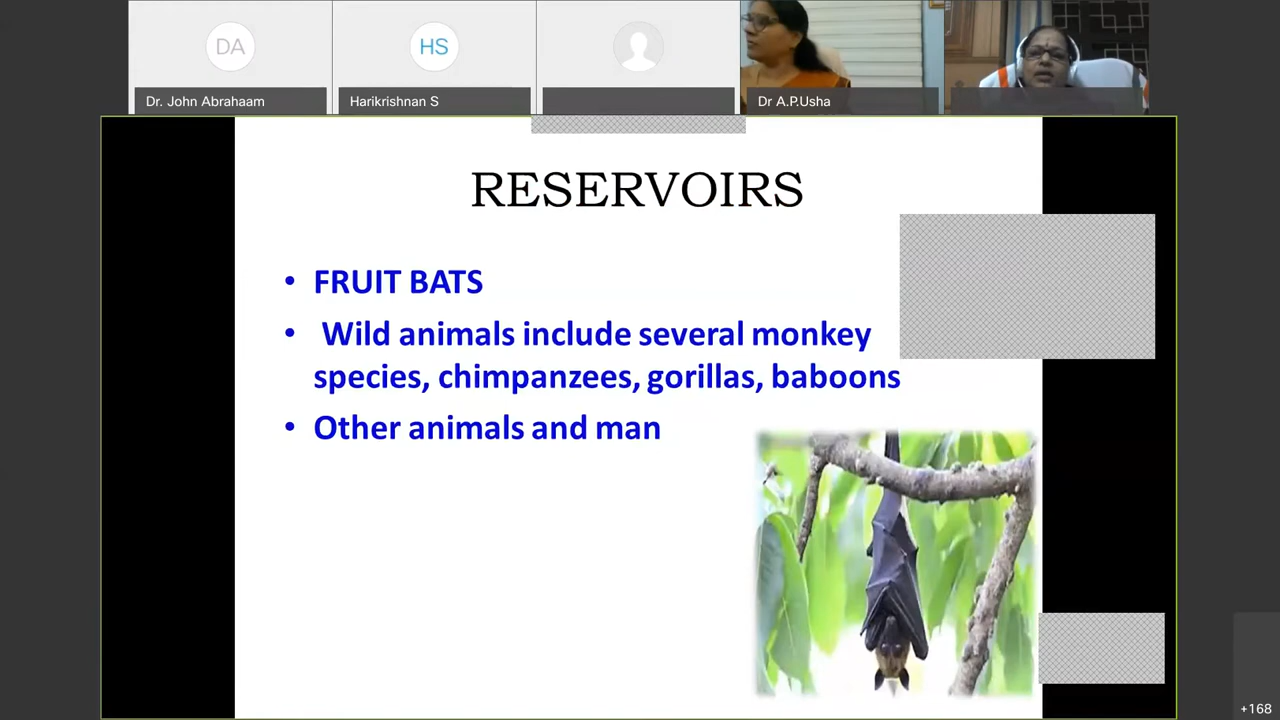 DA
HS
Dr. John Abrahaam
Harikrishnan S
Dr A.P.Usha
RESERVOIRS
• FRUIT BATS
• Wild animals include several monkey
species, chimpanzees, gorillas, baboons
• Other animals and man
+168